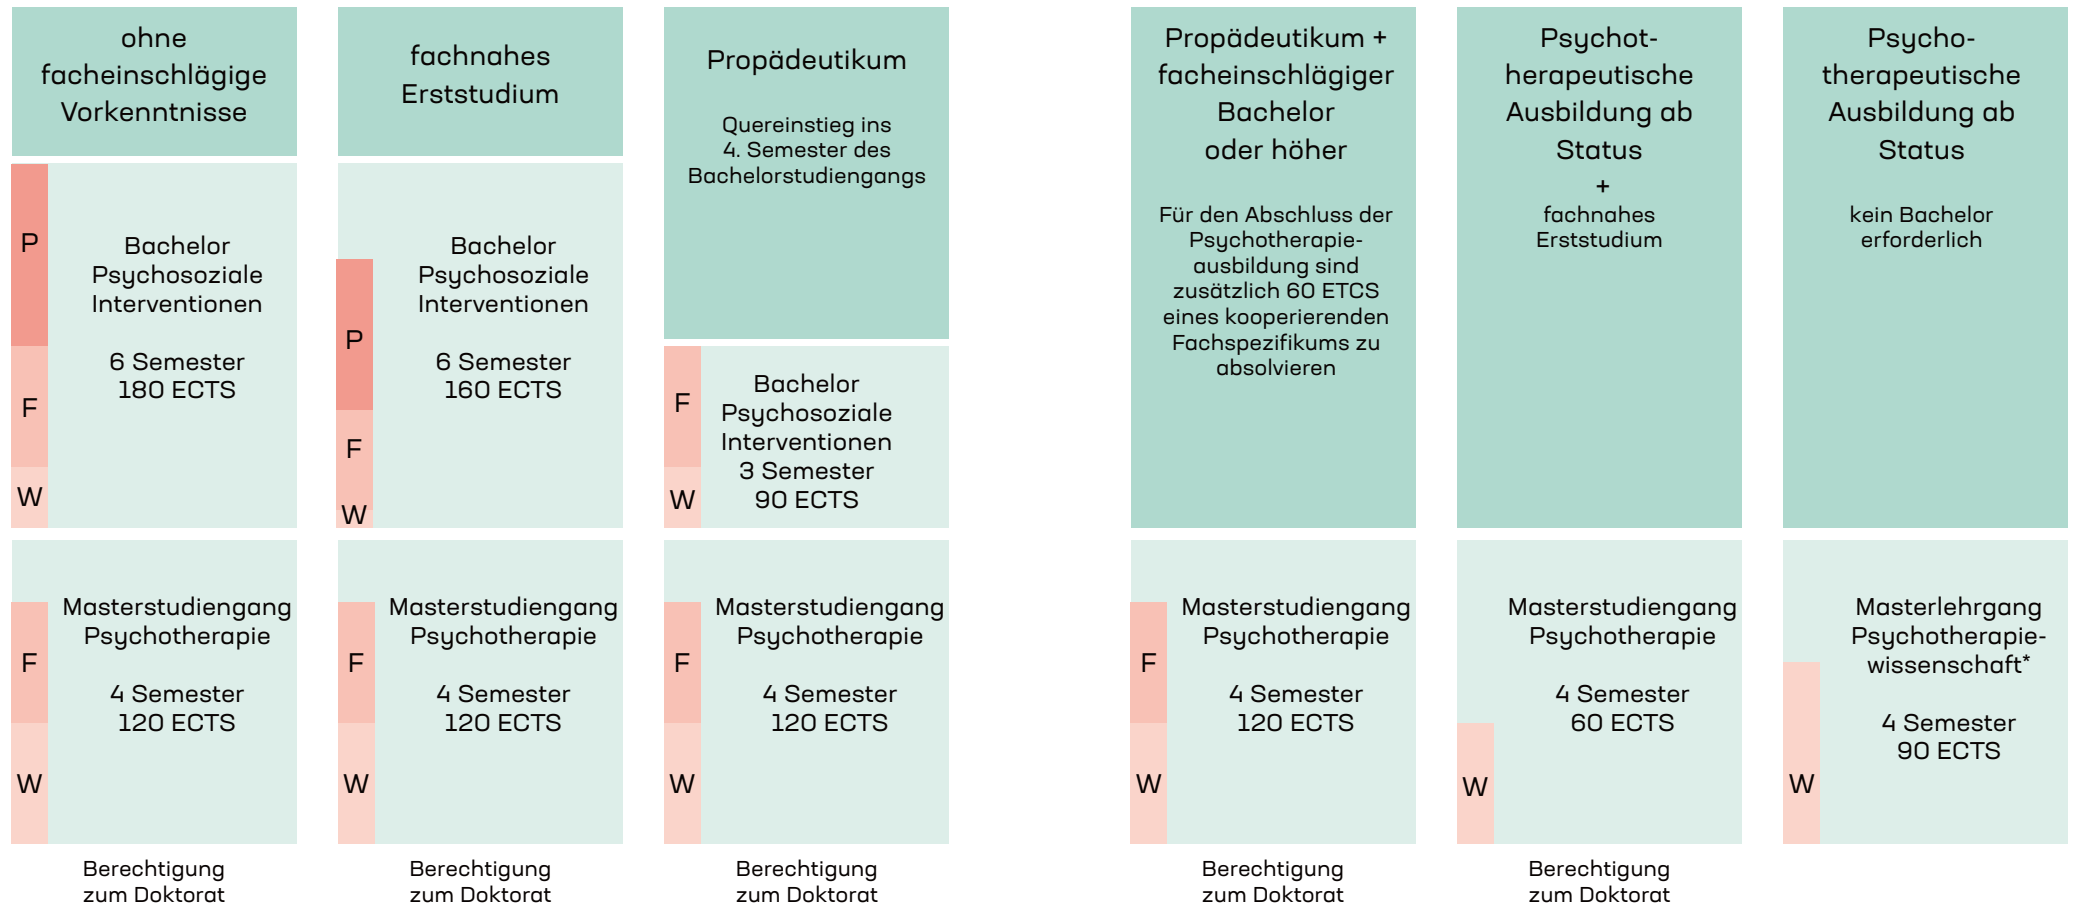 ohne
facheinschlägige
Vorkenntnisse
P
F
W
Bachelor
Psychosoziale
Interventionen
6 Semester
180 ECTS
F
W
Masterstudiengang
Psychotherapie
4 Semester
120 ECTS
Berechtigung
zum Doktorat
fachnahes
Erststudium
P
F
W
Bachelor
Psychosoziale
Interventionen
6 Semester
160 ECTS
F
W
Masterstudiengang
Psychotherapie
4 Semester
120 ECTS
Berechtigung
zum Doktorat
Propädeutikum
Quereinstieg ins
4. Semester des
Bachelorstudiengangs
F
W
Bachelor
Psychosoziale
Interventionen
3 Semester
90 ECTS
F
W
Masterstudiengang
Psychotherapie
4 Semester
120 ECTS
Berechtigung
zum Doktorat
Propädeutikum +
facheinschlägiger
Bachelor
oder höher
Für den Abschluss der
Psychotherapie-
ausbildung sind
zusätzlich 60 ETCS
eines kooperierenden
Fachspezifikums zu
absolvieren
F
W
Masterstudiengang
Psychotherapie
4 Semester
120 ECTS
Berechtigung
zum Doktorat
Psychot-
herapeutische
Ausbildung ab
Status
+
fachnahes
Erststudium
W
Masterstudiengang
Psychotherapie
4 Semester
60 ECTS
Berechtigung
zum Doktorat
Psycho-
therapeutische
Ausbildung ab
Status
kein Bachelor
erforderlich
W
Masterlehrgang
Psychotherapie-
wissenschaft*
4 Semester
90 ECTS